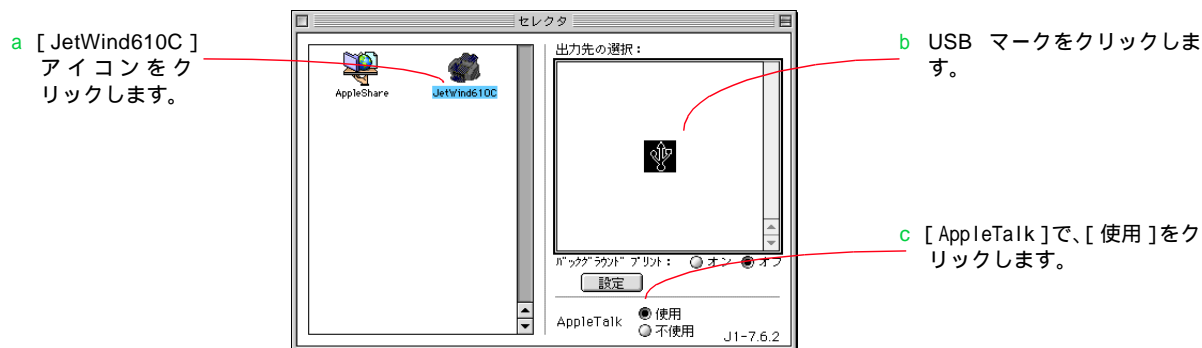 セレクタ
a [ JetWind610C ]
アイコンをク
リックします。
AppleShare
JetWind610C
出力先の選択：
b USB マークをクリックしま
す。
ﾊﾞｯｸｸﾞﾗｳﾝﾄﾞ ﾌﾟﾘﾝﾄ： オン オフ
設定
c [ AppleTalk ]で、[ 使用 ]をク
リックします。
AppleTalk 使用
不使用
J1-7.6.2